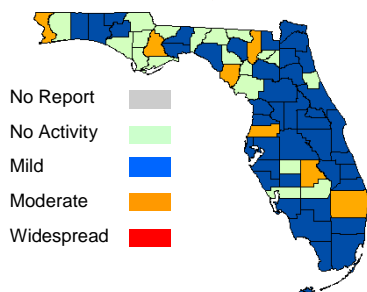 No Report
No Activity
Mild
Moderate
Widespread